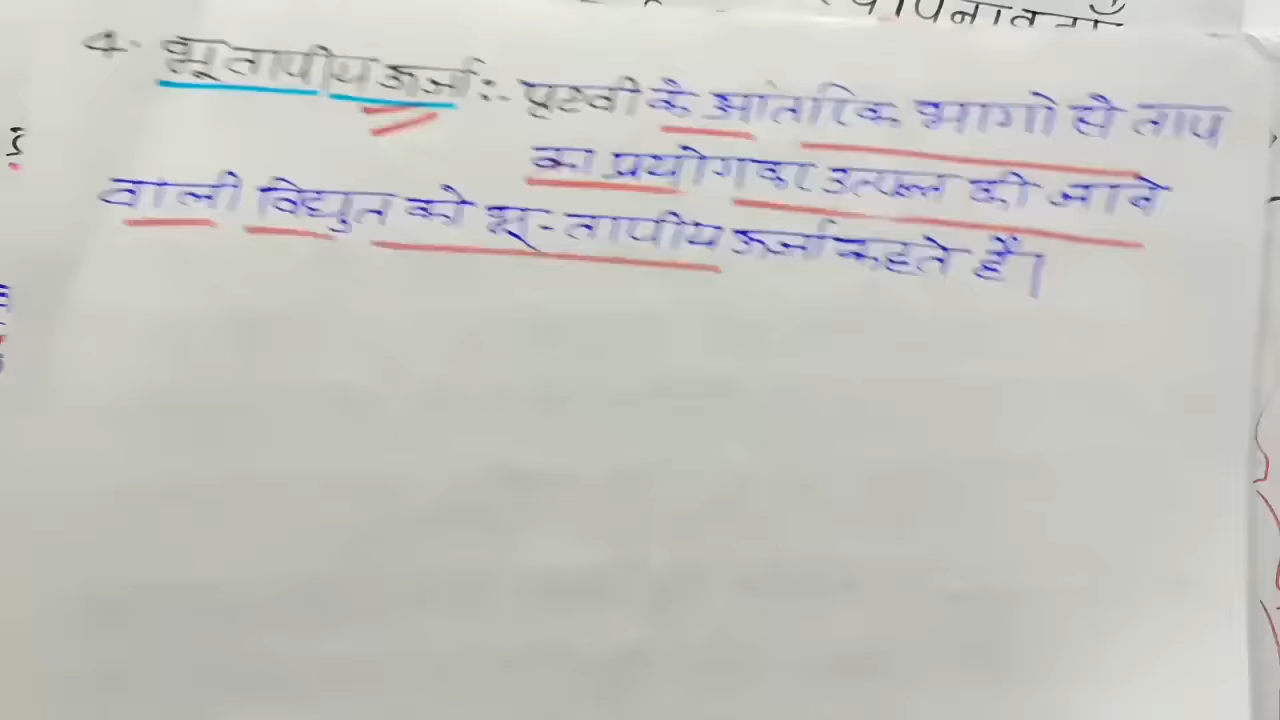 4. भूतापीय ऊर्जा:- पृथ्वी के आंतरिक भागो से ताप
का प्रयोग कर उत्पन्न की जाने
वाली विद्युत को भू-तापीय ऊर्जा कहते हैं।